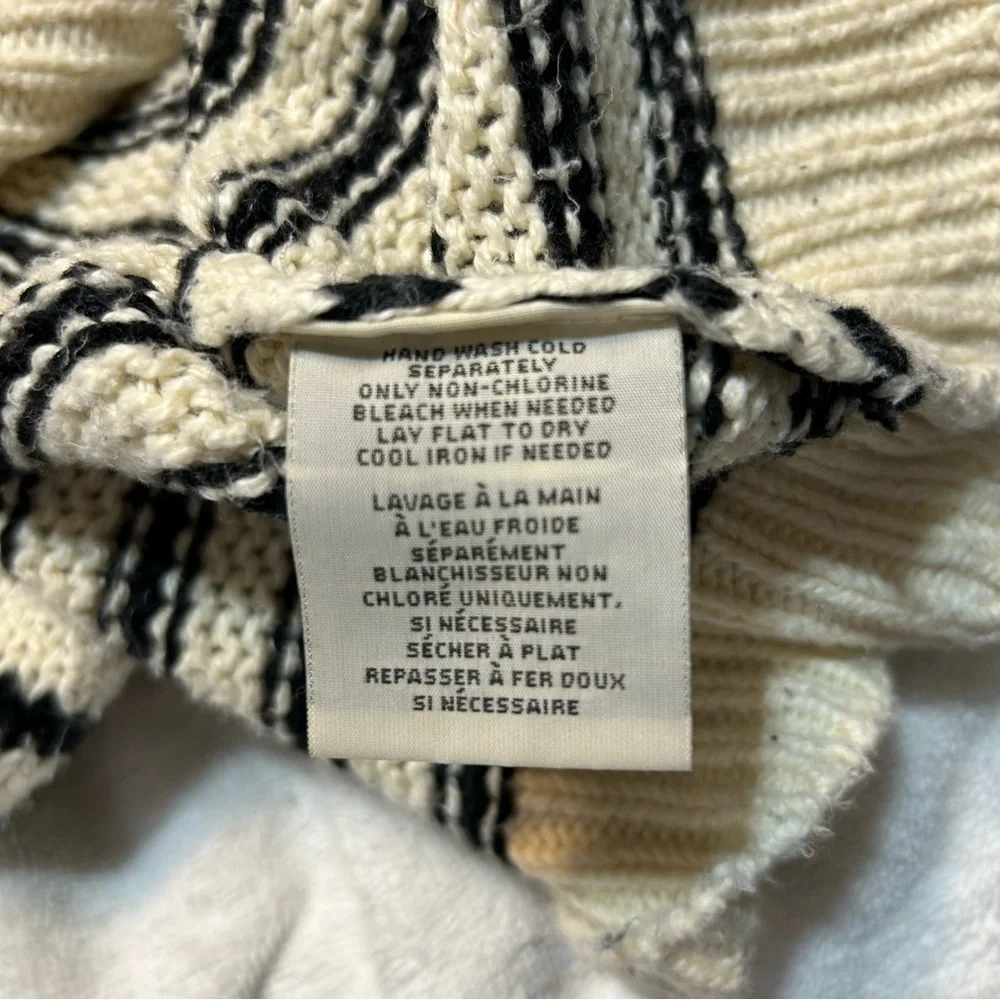 HAND WASH COLD
SEPARATELY
ONLY NON-CHLORINE
BLEACH WHEN NEEDED
LAY FLAT TO DRY
COOL IRON IF NEEDED
LAVAGE À LA MAIN
À L'EAU FROIDE
SÉPARÉMENT
BLANCHISSEUR NON
CHLORÉ UNIQUEMENT,
SI NÉCESSAIRE
SÉCHER À PLAT
REPASSER À FER DOUX
SI NÉCESSAIRE